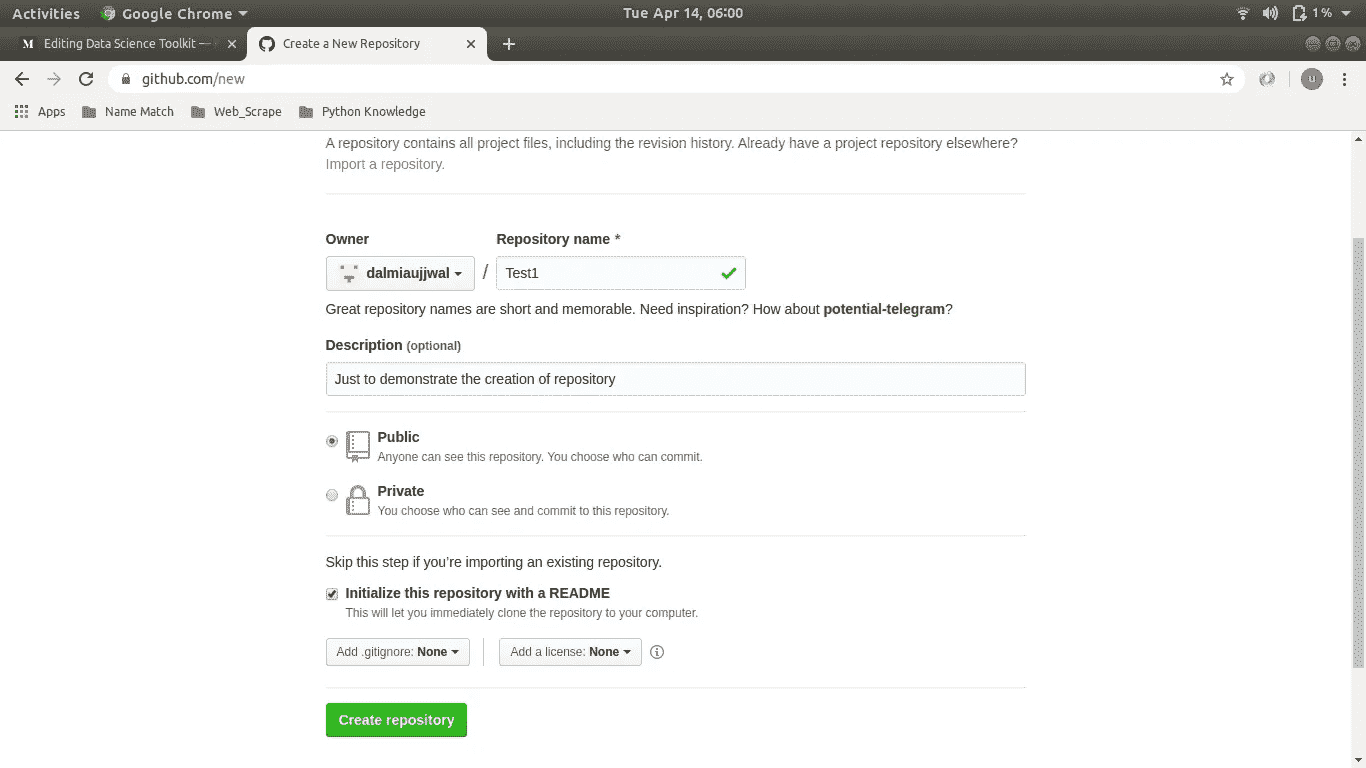 Activities Google Chrome Tue Apr 14, 06:00 1%
M Editing Data Science Toolkit — Create a New Repository
github.com/new u
Apps Name Match Web_Scrape Python Knowledge
A repository contains all project files, including the revision history. Already have a project repository elsewhere?
Import a repository.
Owner Repository name *
dalmiaujjwal / Test1
Great repository names are short and memorable. Need inspiration? How about potential-telegram?
Description (optional)
Just to demonstrate the creation of repository
Public
Anyone can see this repository. You choose who can commit.
Private
You choose who can see and commit to this repository.
Skip this step if you’re importing an existing repository.
Initialize this repository with a README
This will let you immediately clone the repository to your computer.
Add .gitignore: None Add a license: None
Create repository